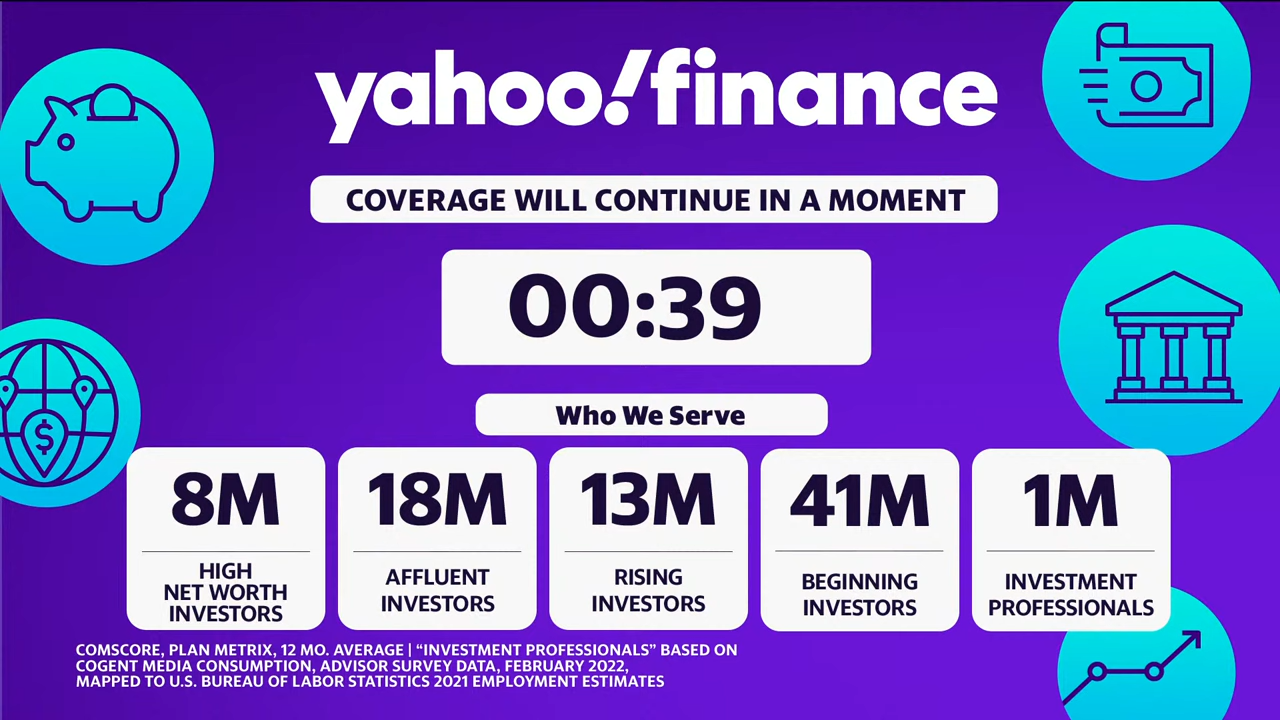 yahoo!finance
COVERAGE WILL CONTINUE IN A MOMENT
00:39
Who We Serve
8M
HIGH
NET WORTH
INVESTORS
18M
AFFLUENT
INVESTORS
13M
RISING
INVESTORS
41M
BEGINNING
INVESTORS
1M
INVESTMENT
PROFESSIONALS
COMSCORE, PLAN METRIX, 12 MO. AVERAGE | “INVESTMENT PROFESSIONALS” BASED ON
COGENT MEDIA CONSUMPTION, ADVISOR SURVEY DATA, FEBRUARY 2022,
MAPPED TO U.S. BUREAU OF LABOR STATISTICS 2021 EMPLOYMENT ESTIMATES